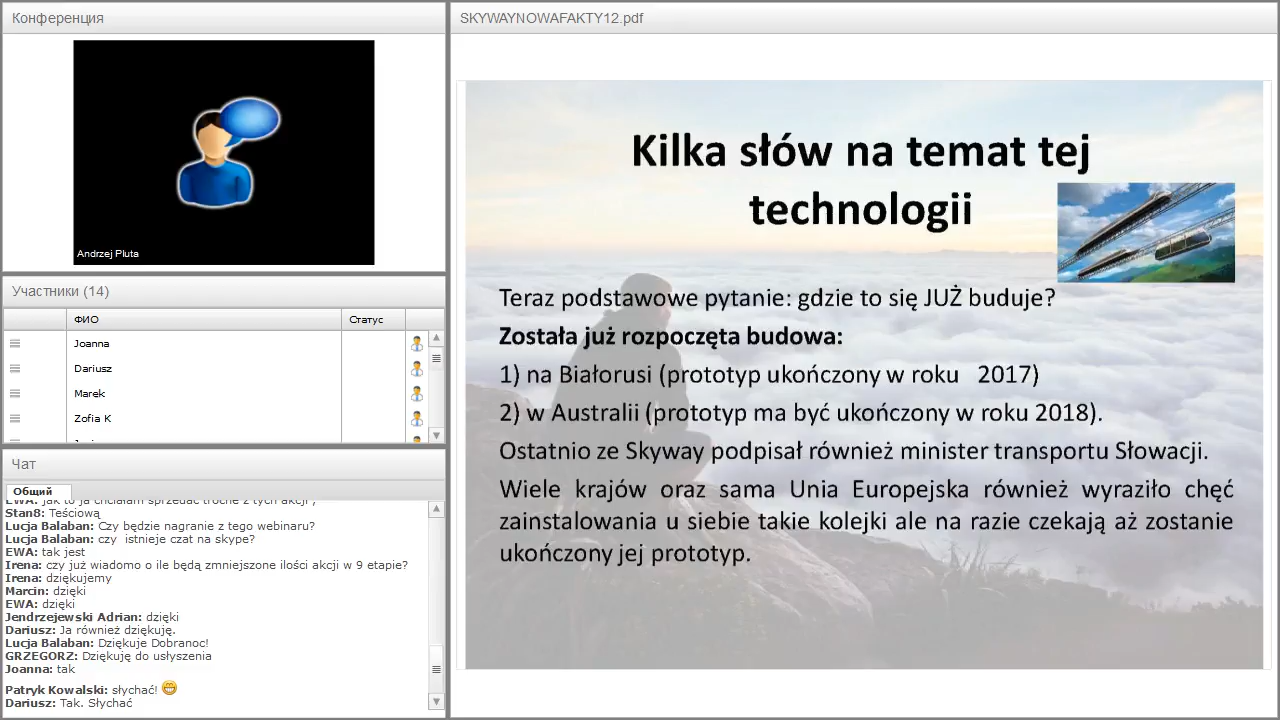 Конференция
Andrzej Pluta
Участники (14)
ФИО Статус
Joanna
Dariusz
Marek
Zofia K
Чат
Общий
EWA: jak to ja chciałam sprzedać trochę z tych akcji ,
Stan8: Teściową
Lucja Balaban: Czy będzie nagranie z tego webinaru?
Lucja Balaban: czy istnieje czat na skype?
EWA: tak jest
Irena: czy już wiadomo o ile będą zmniejszone ilości akcji w 9 etapie?
Irena: dziękujemy
Marcin: dzięki
EWA: dzięki
Jendrzejewski Adrian: dzięki
Dariusz: Ja również dziękuję.
Lucja Balaban: Dziękuje Dobranoc!
GRZEGORZ: Dziękuję do usłyszenia
Joanna: tak
Patryk Kowalski: słychać!
Dariusz: Tak. Słychać
SKYWAYNOWAFAKTY12.pdf
Kilka słów na temat tej
technologii
Teraz podstawowe pytanie: gdzie to się JUŻ buduje?
Została już rozpoczęta budowa:
1) na Białorusi (prototyp ukończony w roku 2017)
2) w Australii (prototyp ma być ukończony w roku 2018).
Ostatnio ze Skyway podpisał również minister transportu Słowacji.
Wiele krajów oraz sama Unia Europejska również wyraziło chęć
zainstalowania u siebie takie kolejki ale na razie czekają aż zostanie
ukończony jej prototyp.